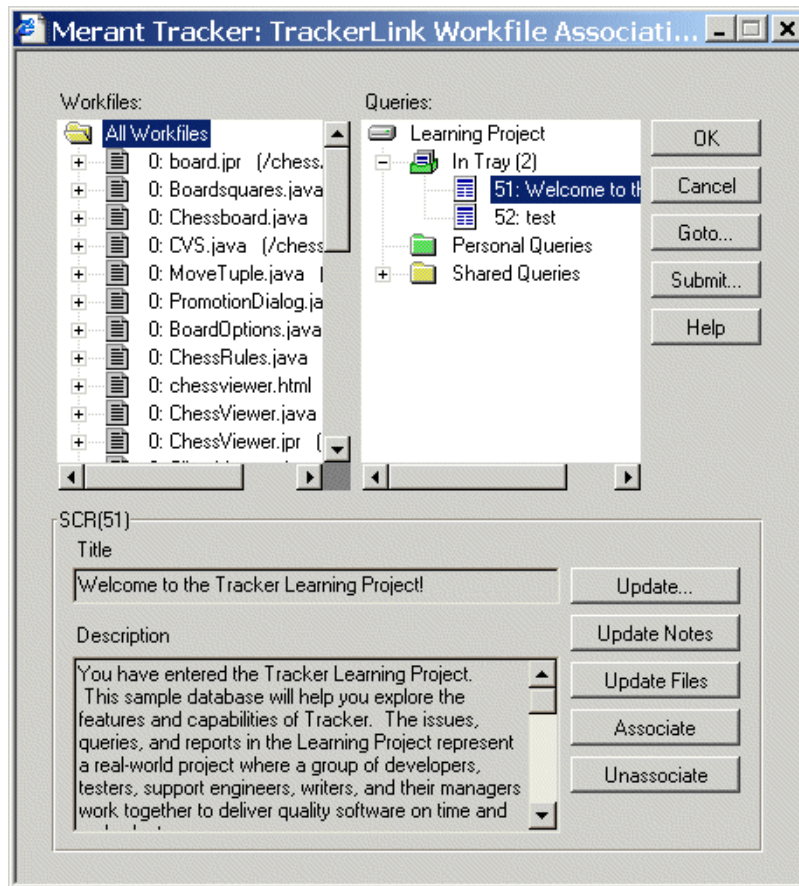 Merant Tracker: TrackerLink Workfile Associati...
Workfiles:
All Workfiles
0: board.jpr (/chess.
0: Boardsquares.java
0: Chessboard.java
0: CVS.java (/chess
0: MoveTuple.java (
0: PromotionDialog.ja
0: BoardOptions.java
0: ChessRules.java
0: chessviewer.html
0: ChessViewer.java
0: ChessViewer.jpr (
Queries:
Learning Project
In Tray (2)
51: Welcome to th
52: test
Personal Queries
Shared Queries
OK
Cancel
Goto...
Submit...
Help
SCR(51)
Title
Welcome to the Tracker Learning Project!
Description
You have entered the Tracker Learning Project.
This sample database will help you explore the
features and capabilities of Tracker. The issues,
queries, and reports in the Learning Project represent
a real-world project where a group of developers,
testers, support engineers, writers, and their managers
work together to deliver quality software on time and
Update...
Update Notes
Update Files
Associate
Unassociate